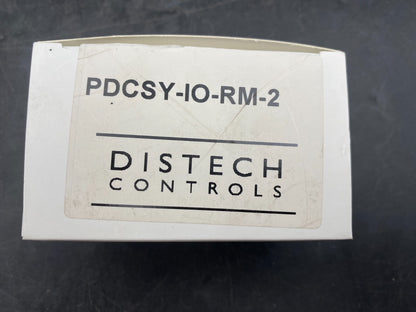 PDCSY-IO-RM-2
DISTECH
CONTROLS